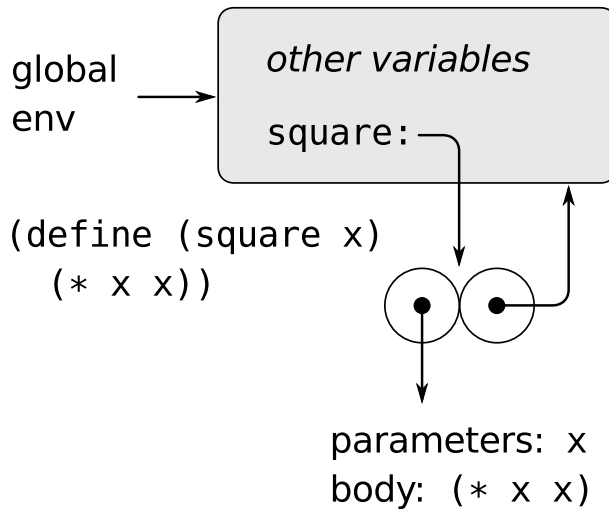 global
env
other variables
square:
(define (square x)
(* x x))
parameters: x
body: (* x x)